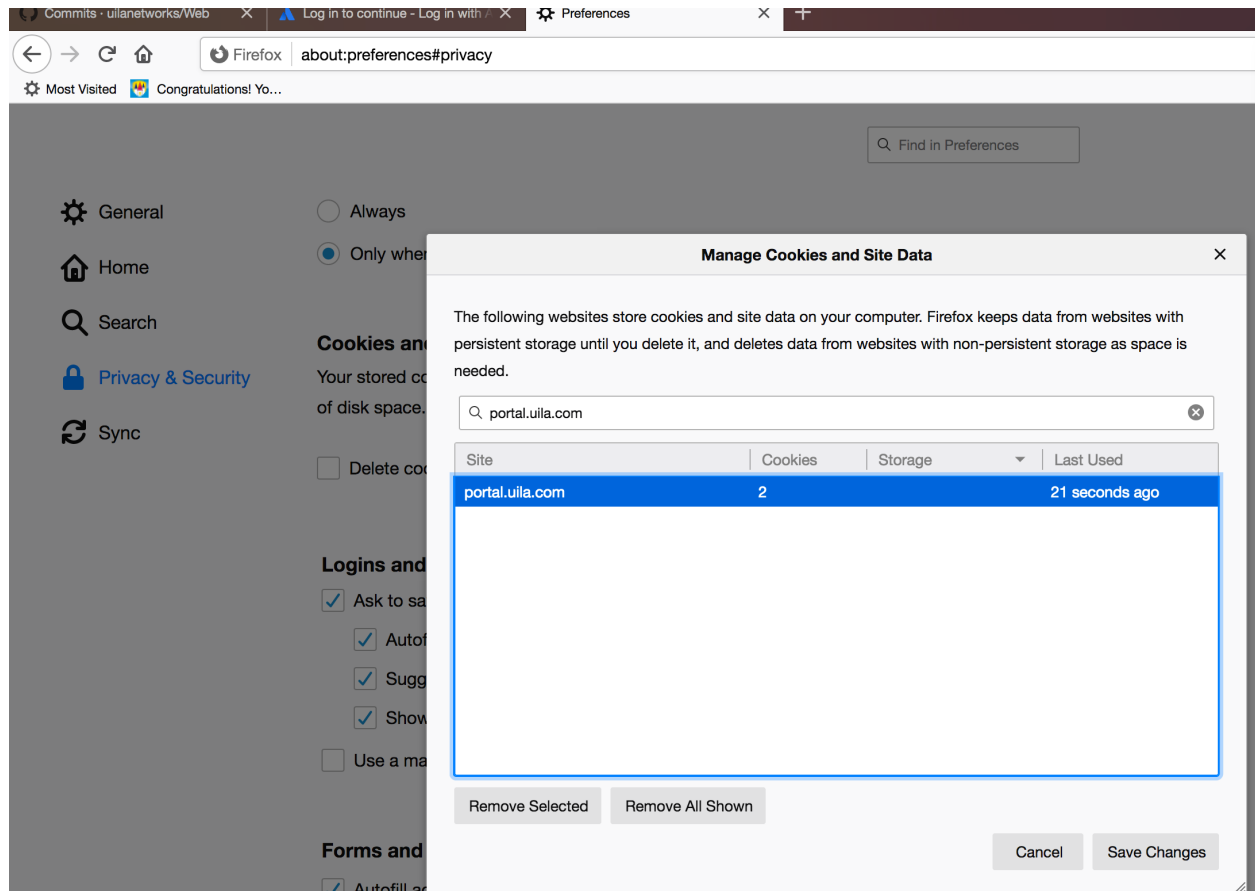 Commits · uilanetworks/Web
Log in to continue - Log in with A
Preferences
Firefox
about:preferences#privacy
Most Visited
Congratulations! Yo...
Find in Preferences
General
Home
Search
Privacy & Security
Sync
Always
Only when
Cookies and
Your stored co
of disk space.
Delete coo
Logins and
Ask to sa
Autof
Sugg
Show
Use a ma
Forms and
Autofill ad
Manage Cookies and Site Data
The following websites store cookies and site data on your computer. Firefox keeps data from websites with
persistent storage until you delete it, and deletes data from websites with non-persistent storage as space is
needed.
portal.uila.com
Site Cookies Storage Last Used
portal.uila.com 2 21 seconds ago
Remove Selected Remove All Shown
Cancel Save Changes